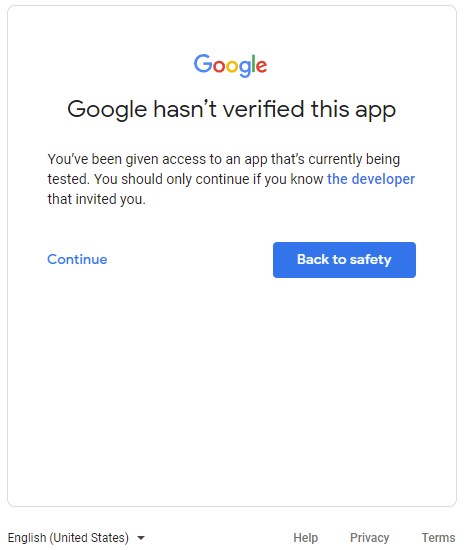 Google
Google hasn’t verified this app
You’ve been given access to an app that’s currently being
tested. You should only continue if you know the developer
that invited you.
Continue
Back to safety
English (United States)
Help
Privacy
Terms